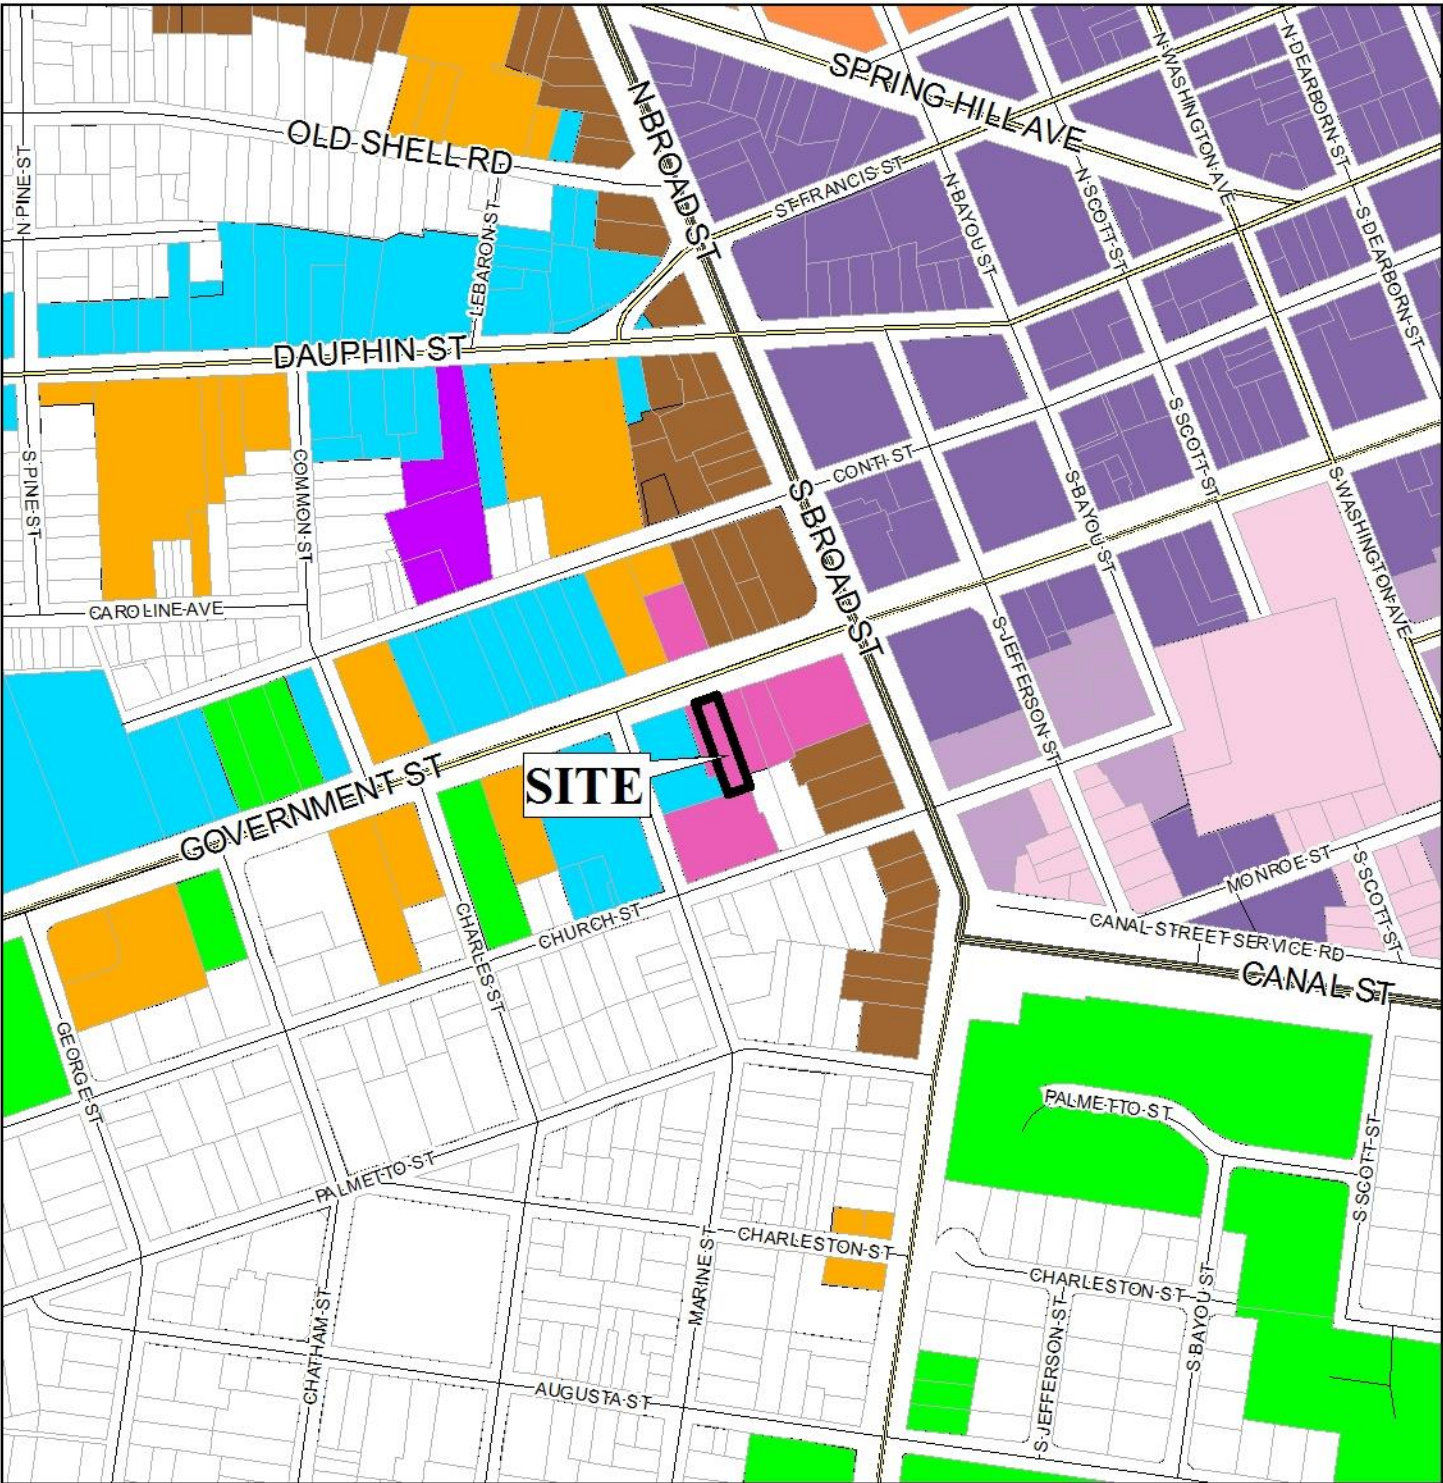 SPRING HILL AVE
N WASHINGTON AVE
N DEARBORN ST
N PINE ST
OLD SHELL RD
N BROAD ST
ST FRANCIS ST
N BAYOU ST
N SCOTT ST
S DEARBORN ST
LEBARON ST
DAUPHIN ST
S PINE ST
COMMON ST
CONTI ST
S BROAD ST
S BAYOU ST
S SCOTT ST
S WASHINGTON AVE
CAROLINE AVE
S JEFFERSON ST
SITE
GOVERNMENT ST
MONROE ST
S SCOTT ST
CHARLES ST
CHURCH ST
CANAL STREET SERVICE RD
CANAL ST
GEORGE ST
PALMETTO ST
S SCOTT ST
PALMETTO ST
CHARLESTON ST
MARINE ST
CHARLESTON ST
S BAYOU ST
CHATHAM ST
S JEFFERSON ST
AUGUSTA ST